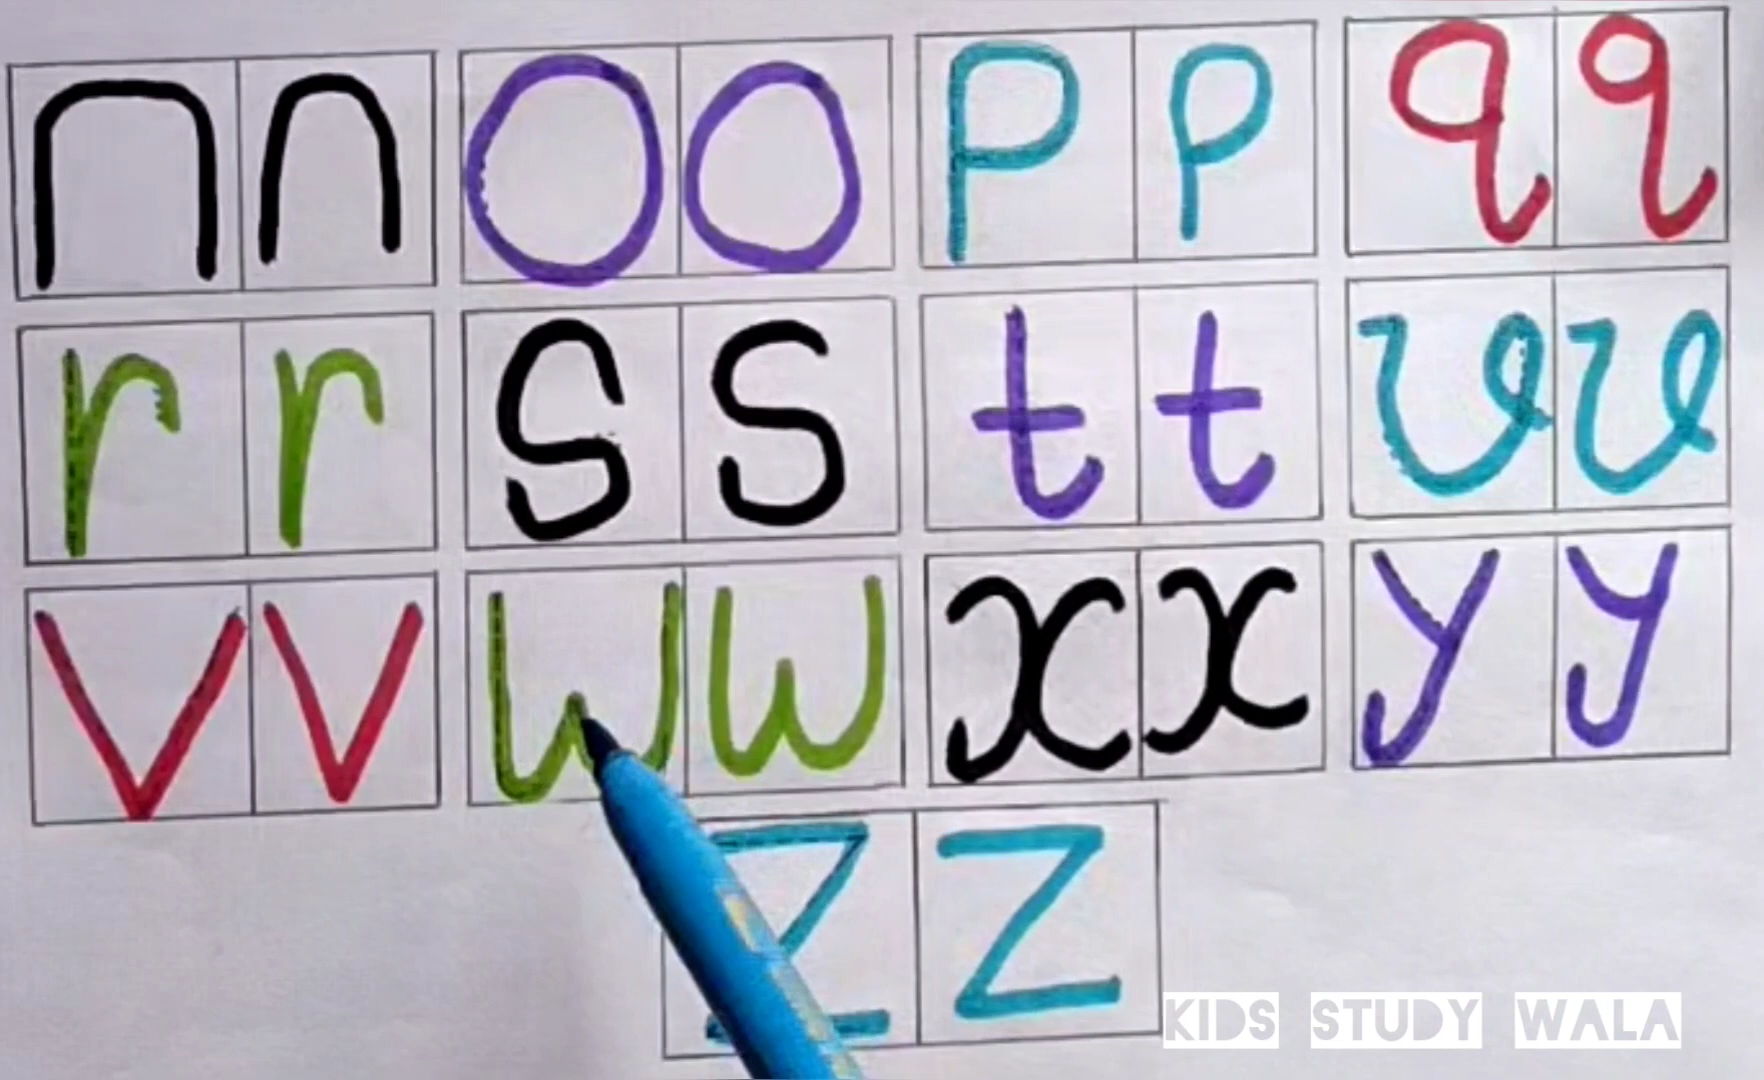 n n o o p p q q
r r s s t t u u
v v w w x x y y
z z
KIDS STUDY WALA